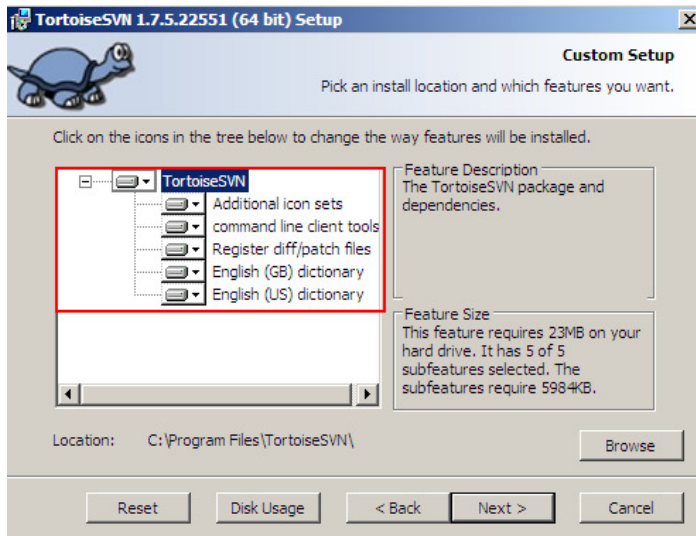 TortoiseSVN 1.7.5.22551 (64 bit) Setup
Custom Setup
Pick an install location and which features you want.
Click on the icons in the tree below to change the way features will be installed.
TortoiseSVN
Additional icon sets
command line client tools
Register diff/patch files
English (GB) dictionary
English (US) dictionary
Feature Description
The TortoiseSVN package and
dependencies.
Feature Size
This feature requires 23MB on your
hard drive. It has 5 of 5
subfeatures selected. The
subfeatures require 5984KB.
Location: C:\Program Files\TortoiseSVN\
Browse
Reset Disk Usage < Back Next > Cancel